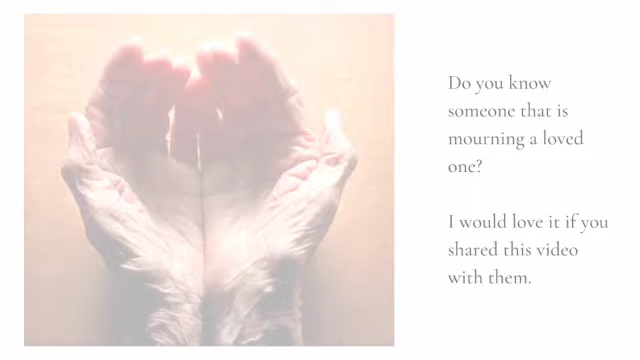 Do you know
someone that is
mourning a loved
one?
I would love it if you
shared this video
with them.